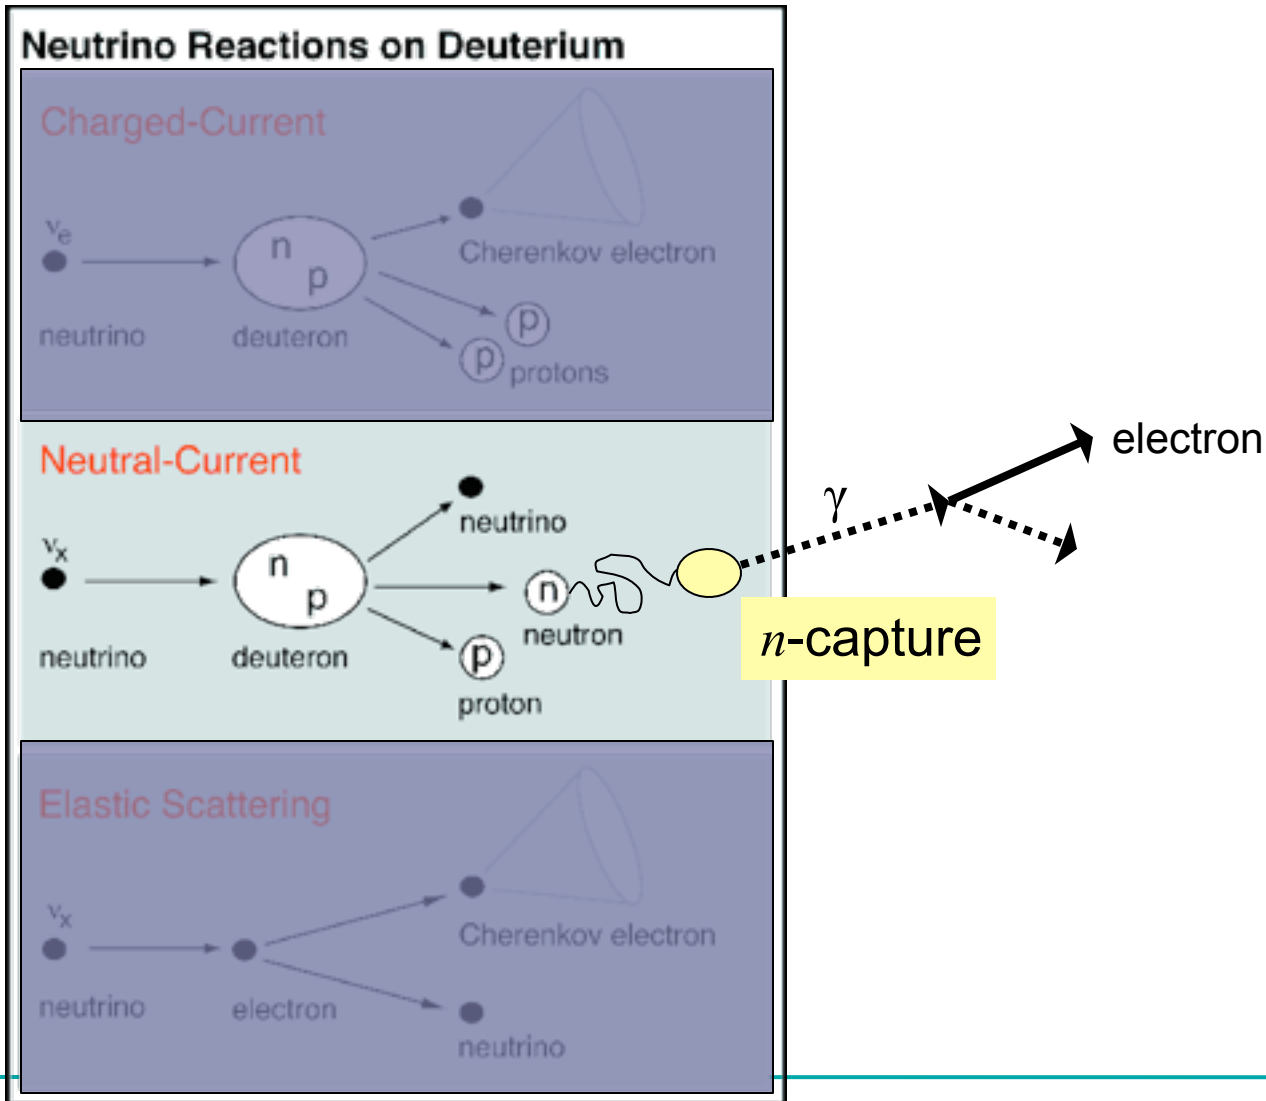 Neutrino Reactions on Deuterium
Charged-Current
νe
n
p
Cherenkov electron
neutrino
deuteron
p
p
protons
Neutral-Current
νx
n
p
neutrino
n
neutron
neutrino
deuteron
p
proton
γ
electron
n-capture
Elastic Scattering
νx
Cherenkov electron
neutrino
electron
neutrino